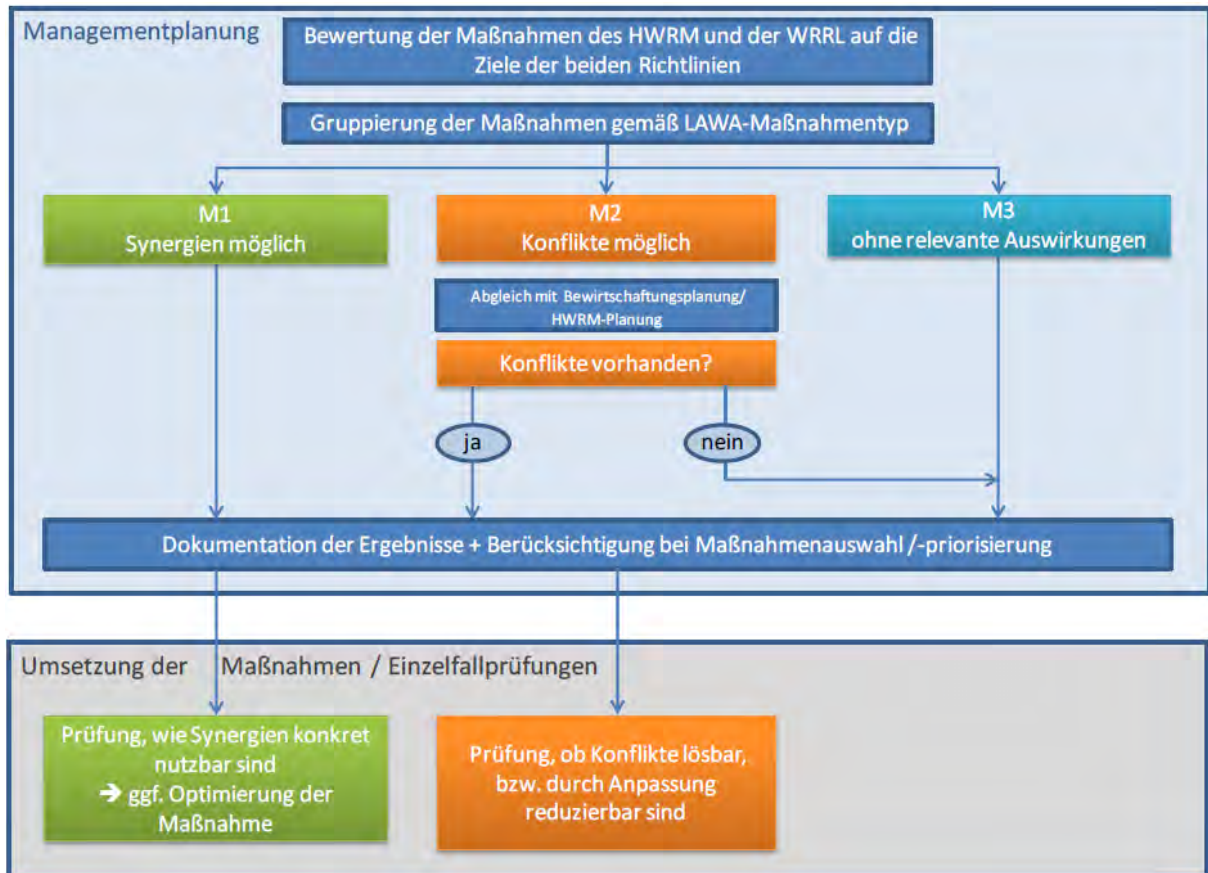 Managementplanung
Bewertung der Maßnahmen des HWRM und der WRRL auf die
Ziele der beiden Richtlinien
Gruppierung der Maßnahmen gemäß LAWA-Maßnahmentyp
M1
Synergien möglich
M2
Konflikte möglich
M3
ohne relevante Auswirkungen
Abgleich mit Bewirtschaftungsplanung/
HWRM-Planung
Konflikte vorhanden?
ja
nein
Dokumentation der Ergebnisse + Berücksichtigung bei Maßnahmenauswahl /-priorisierung
Umsetzung der Maßnahmen / Einzelfallprüfungen
Prüfung, wie Synergien konkret
nutzbar sind
➔ ggf. Optimierung der
Maßnahme
Prüfung, ob Konflikte lösbar,
bzw. durch Anpassung
reduzierbar sind